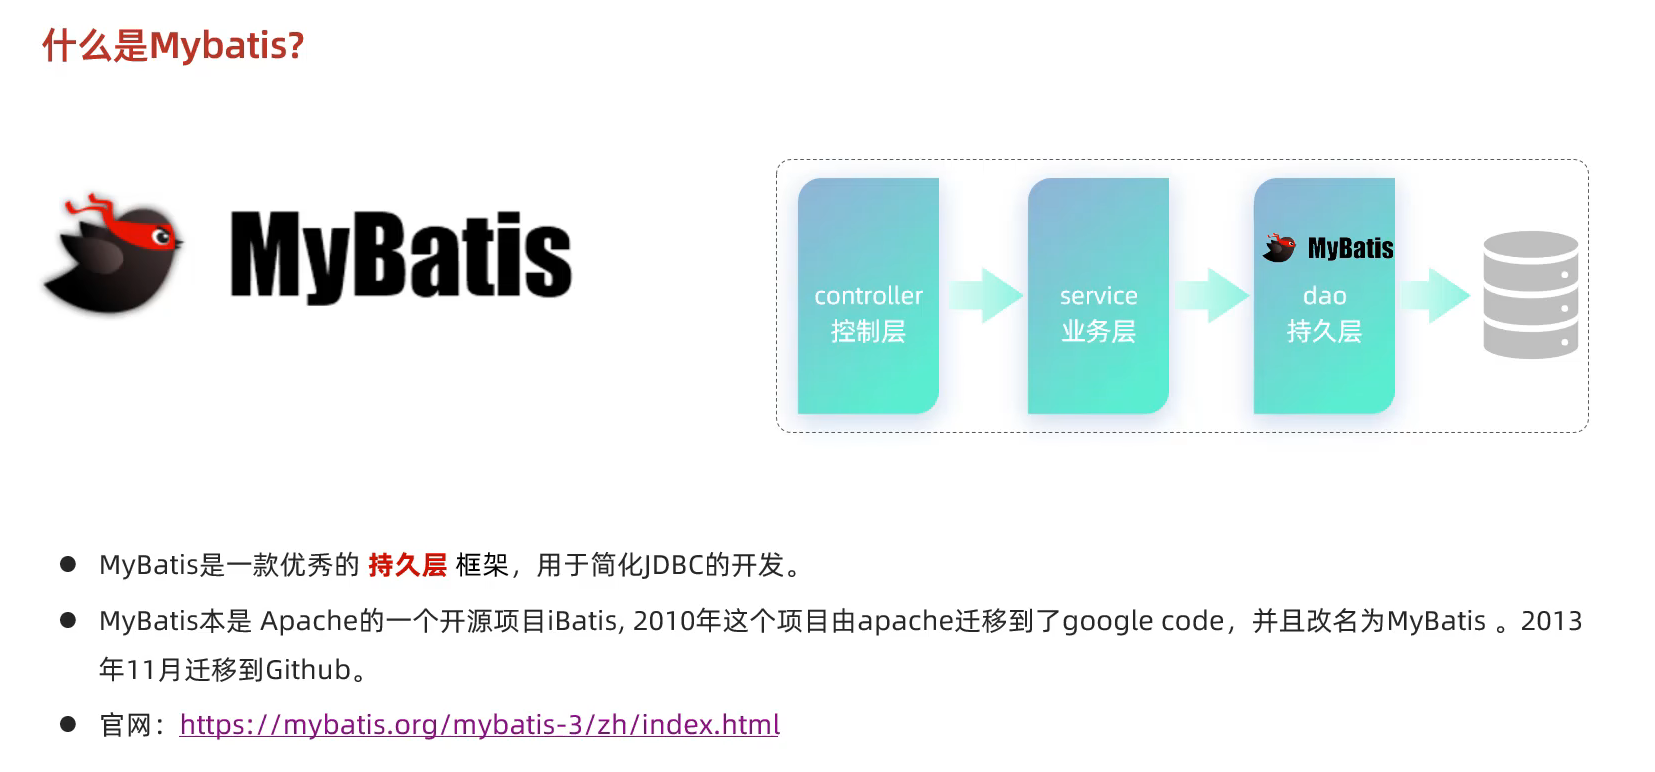 什么是Mybatis?
MyBatis
controller
控制层
service
业务层
MyBatis
dao
持久层
MyBatis是一款优秀的 持久层 框架，用于简化JDBC的开发。
MyBatis本是 Apache的一个开源项目iBatis, 2010年这个项目由apache迁移到了google code，并且改名为MyBatis 。2013
年11月迁移到Github。
官网：https://mybatis.org/mybatis-3/zh/index.html